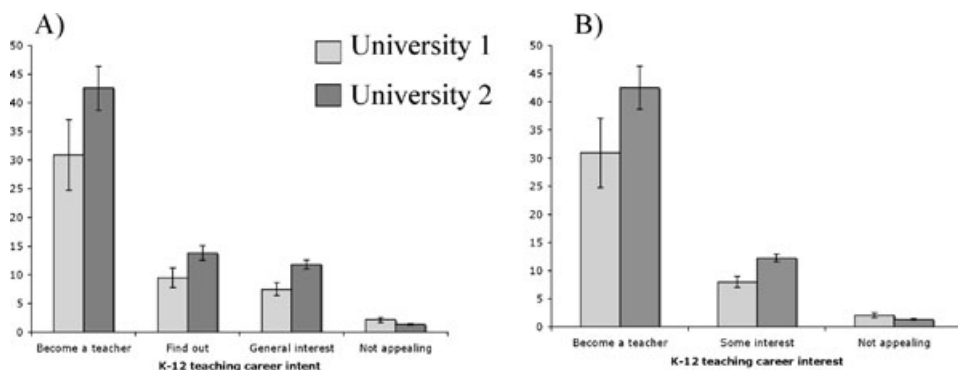 A)
University 1
University 2
50
45
40
35
30
25
20
15
10
5
0
Become a teacher
Find out
General interest
Not appealing
K-12 teaching career intent
B)
50
45
40
35
30
25
20
15
10
5
0
Become a teacher
Some interest
Not appealing
K-12 teaching career interest